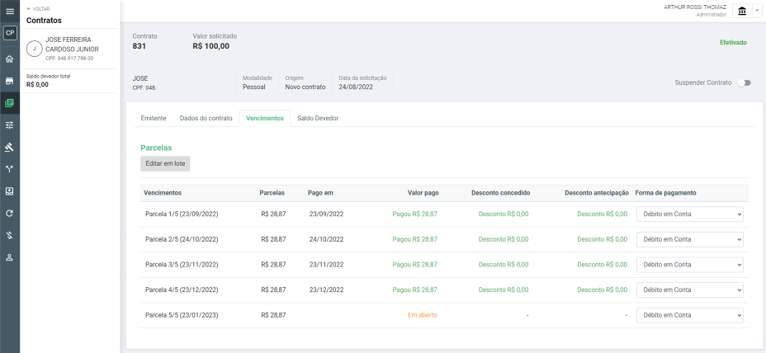 VOLTAR
Contratos
CP
J
JOSE FERREIRA
CARDOSO JUNIOR
CPF: 048.917.788-00
Saldo devedor total
R$ 0,00
ARTHUR ROSSI THOMAZ
Administrador
Contrato
831
Valor solicitado
R$ 100,00
Efetivado
JOSE
CPF: 048.
Modalidade
Pessoal
Origem
Novo contrato
Data da solicitação
24/08/2022
Suspender Contrato
Emitente Dados do contrato Vencimentos Saldo Devedor
Parcelas
Editar em lote
Vencimentos Parcelas Pago em Valor pago Desconto concedido Desconto antecipação Forma de pagamento
Parcela 1/5 (23/09/2022) R$ 28,87 23/09/2022 Pagou R$ 28,87 Desconto R$ 0,00 Desconto R$ 0,00 Débito em Conta
Parcela 2/5 (24/10/2022) R$ 28,87 24/10/2022 Pagou R$ 28,87 Desconto R$ 0,00 Desconto R$ 0,00 Débito em Conta
Parcela 3/5 (23/11/2022) R$ 28,87 23/11/2022 Pagou R$ 28,87 Desconto R$ 0,00 Desconto R$ 0,00 Débito em Conta
Parcela 4/5 (23/12/2022) R$ 28,87 23/12/2022 Pagou R$ 28,87 Desconto R$ 0,00 Desconto R$ 0,00 Débito em Conta
Parcela 5/5 (23/01/2023) R$ 28,87 Em aberto - - Débito em Conta